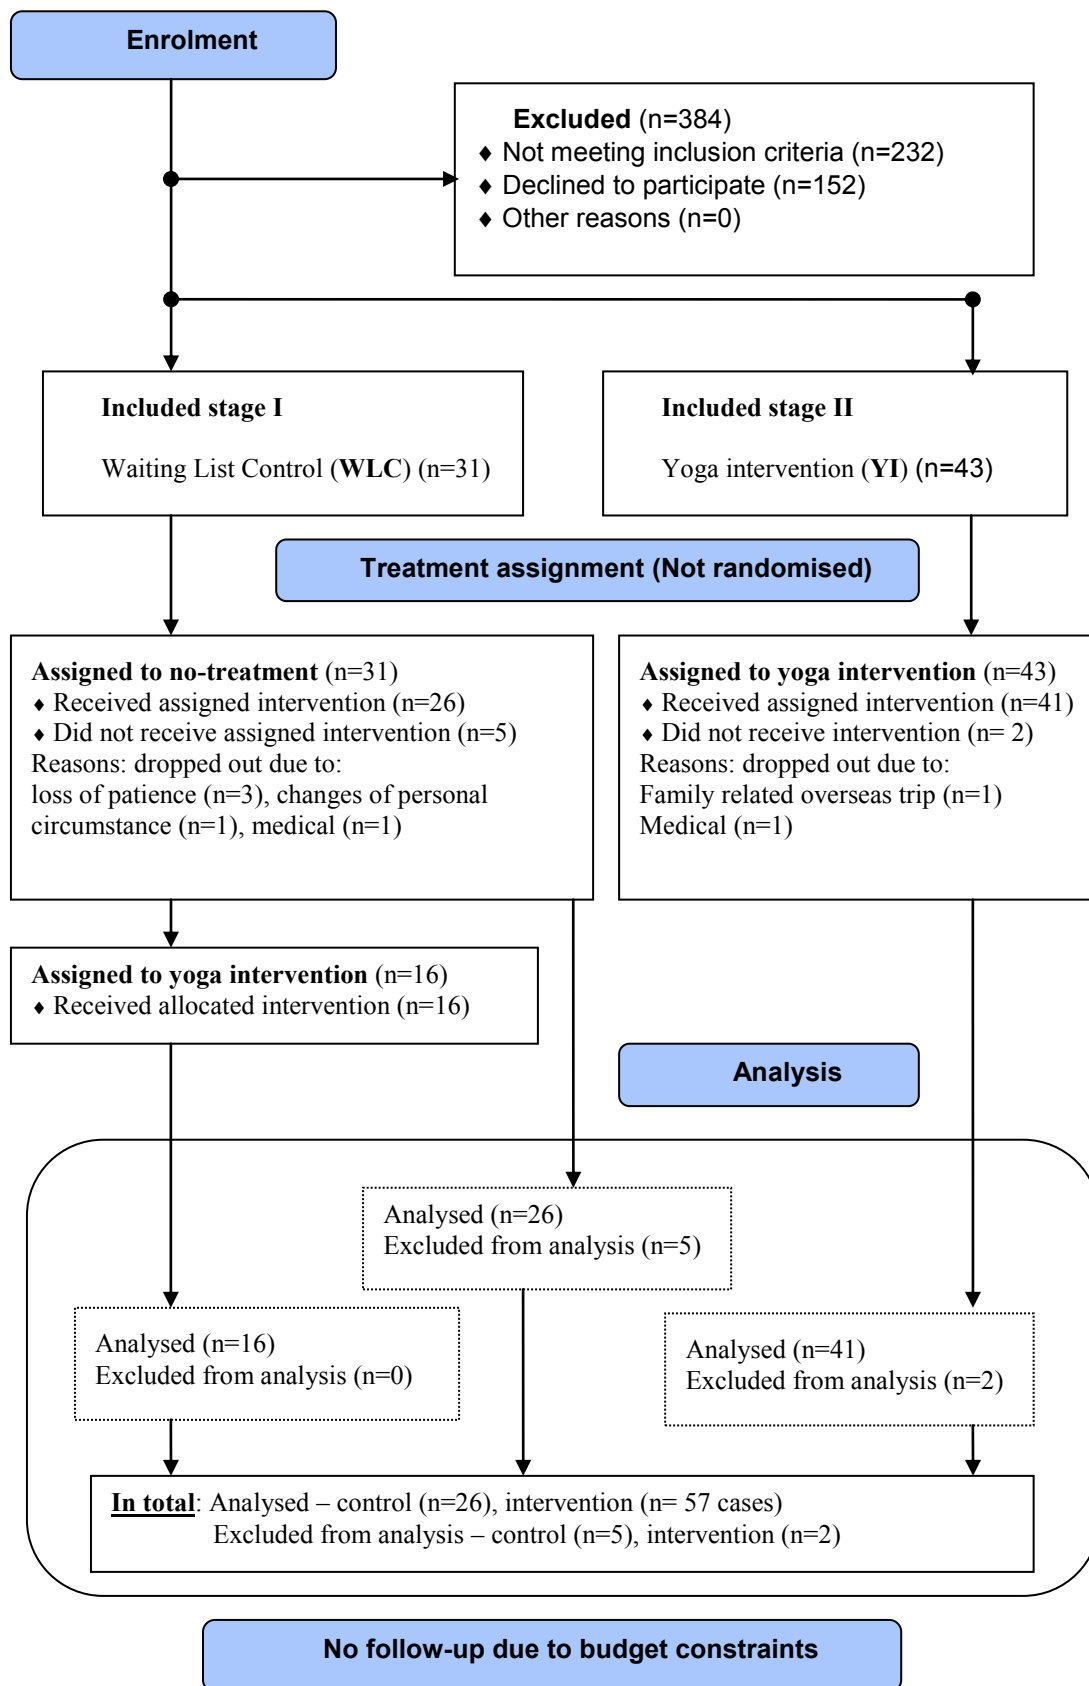 Enrolment
Excluded (n=384)
♦ Not meeting inclusion criteria (n=232)
♦ Declined to participate (n=152)
♦ Other reasons (n=0)
Included stage I
Waiting List Control (WLC) (n=31)
Included stage II
Yoga intervention (YI) (n=43)
Treatment assignment (Not randomised)
Assigned to no-treatment (n=31)
♦ Received assigned intervention (n=26)
♦ Did not receive assigned intervention (n=5)
Reasons: dropped out due to:
loss of patience (n=3), changes of personal
circumstance (n=1), medical (n=1)
Assigned to yoga intervention (n=43)
♦ Received assigned intervention (n=41)
♦ Did not receive intervention (n= 2)
Reasons: dropped out due to:
Family related overseas trip (n=1)
Medical (n=1)
Assigned to yoga intervention (n=16)
♦ Received allocated intervention (n=16)
Analysis
Analysed (n=26)
Excluded from analysis (n=5)
Analysed (n=16)
Excluded from analysis (n=0)
Analysed (n=41)
Excluded from analysis (n=2)
In total: Analysed – control (n=26), intervention (n= 57 cases)
Excluded from analysis – control (n=5), intervention (n=2)
No follow-up due to budget constraints